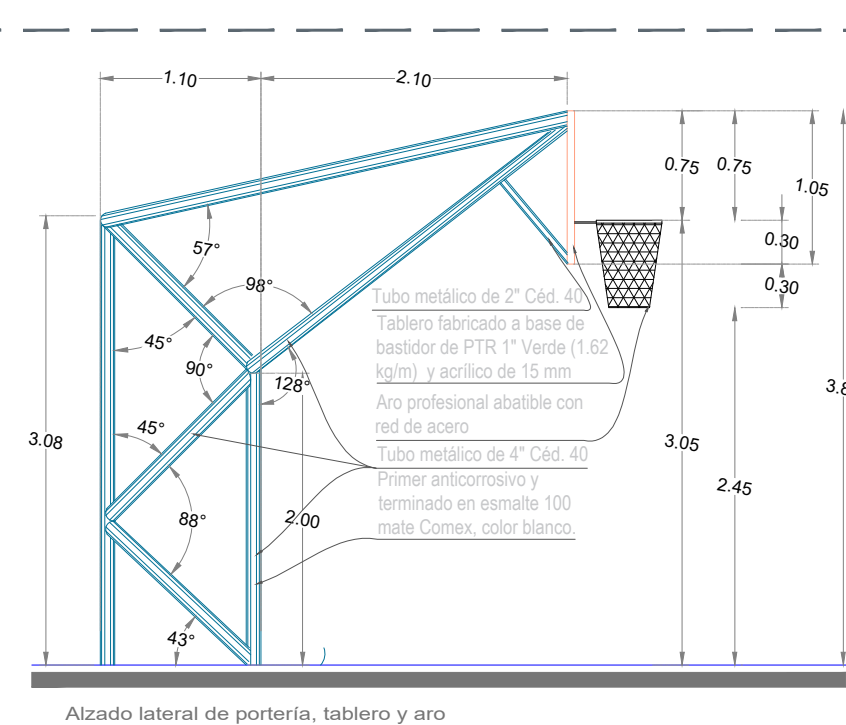 1.10
2.10
0.75
0.75
1.05
0.30
57°
98°
0.30
Tubo metálico de 2" Céd. 40
Tablero fabricado a base de
bastidor de PTR 1" Verde (1.62
kg/m) y acrílico de 15 mm
45°
90°
128°
Aro profesional abatible con
red de acero
3.8
45°
3.08
3.05
Tubo metálico de 4" Céd. 40
Primer anticorrosivo y
terminado en esmalte 100
mate Comex, color blanco.
2.45
88°
2.00
43°
Alzado lateral de portería, tablero y aro